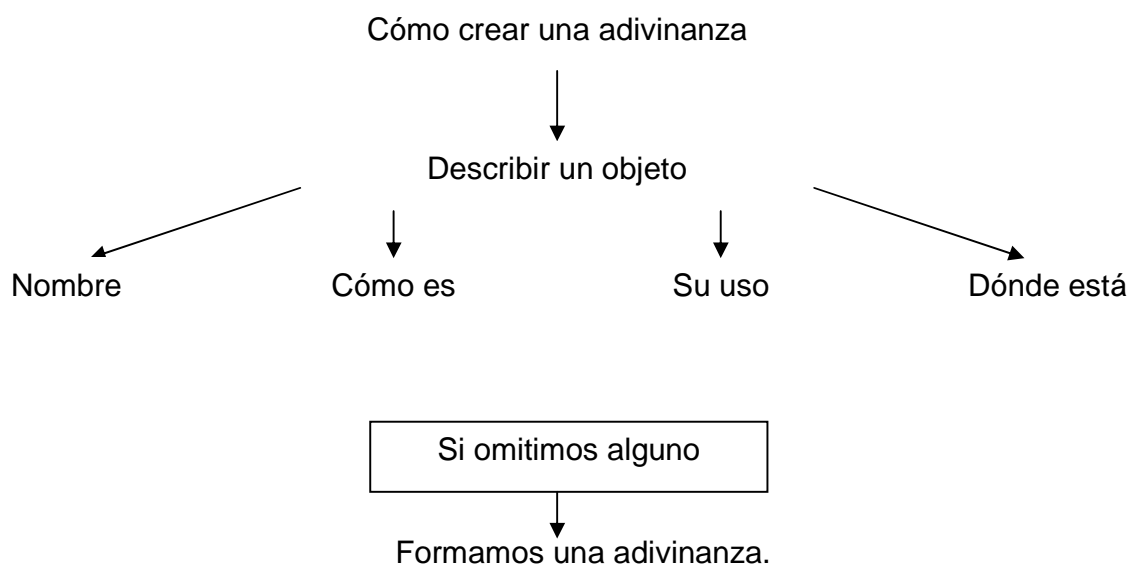 Cómo crear una adivinanza
Describir un objeto
Nombre Cómo es Su uso Dónde está
Si omitimos alguno
Formamos una adivinanza.